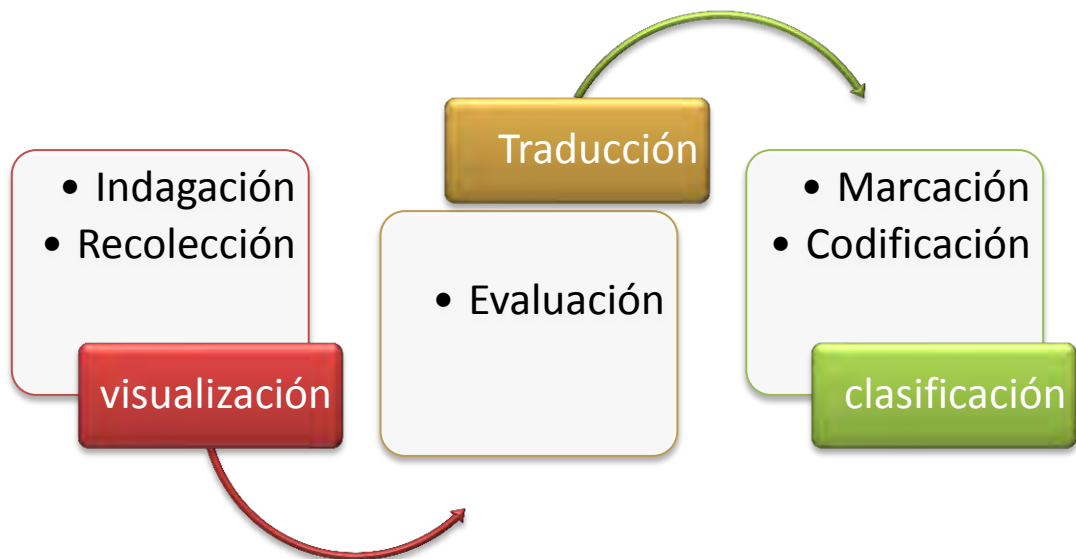 • Indagación
• Recolección
visualización
Traducción
• Evaluación
• Marcación
• Codificación
clasificación